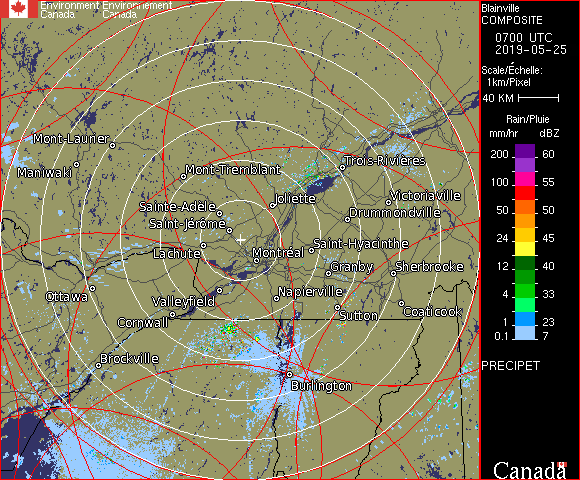 Environment Environnement
Canada Canada
Blainville
COMPOSITE
0700 UTC
2019-05-25
Scale/Échelle:
1km/Pixel
40 KM
Rain/Pluie
mm/hr dBZ
200 60
100 55
50 50
24 45
12 40
4 33
1 23
0.1 7
PRECIPET
Canada
Mont-Laurier
Maniwaki
Mont-Tremblant
Trois-Rivières
Joliette
Victoriaville
Sainte-Adèle
Drummondville
Saint-Jérôme
Saint-Hyacinthe
Lachute
Montréal
Granby
Sherbrooke
Ottawa
Valleyfield
Napierville
Cornwall
Sutton
Coaticook
Brockville
Burlington